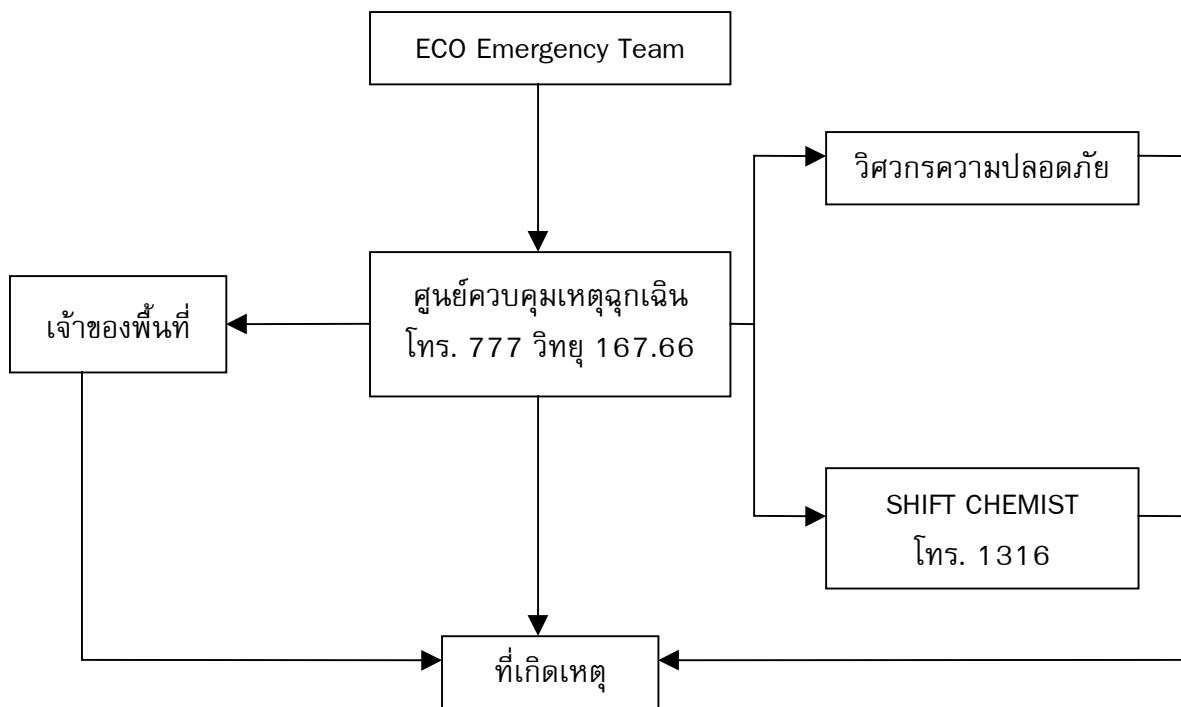 ECO Emergency Team
วิศวกรความปลอดภัย
ศูนย์ควบคุมเหตุฉุกเฉิน
โทร. 777 วิทยุ 167.66
เจ้าของพื้นที่
SHIFT CHEMIST
โทร. 1316
ที่เกิดเหตุ